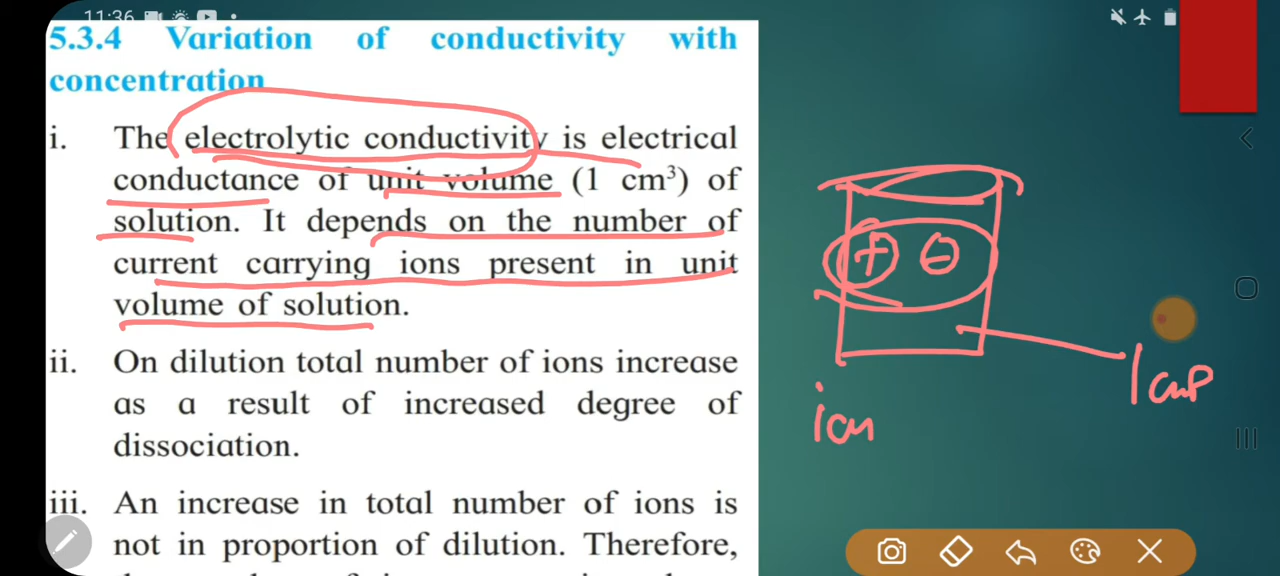 11:36
5.3.4 Variation of conductivity with
concentration
i. The electrolytic conductivity is electrical
conductance of unit volume (1 cm³) of
solution. It depends on the number of
current carrying ions present in unit
volume of solution.
ii. On dilution total number of ions increase
as a result of increased degree of
dissociation.
iii. An increase in total number of ions is
not in proportion of dilution. Therefore,
+ -
ion